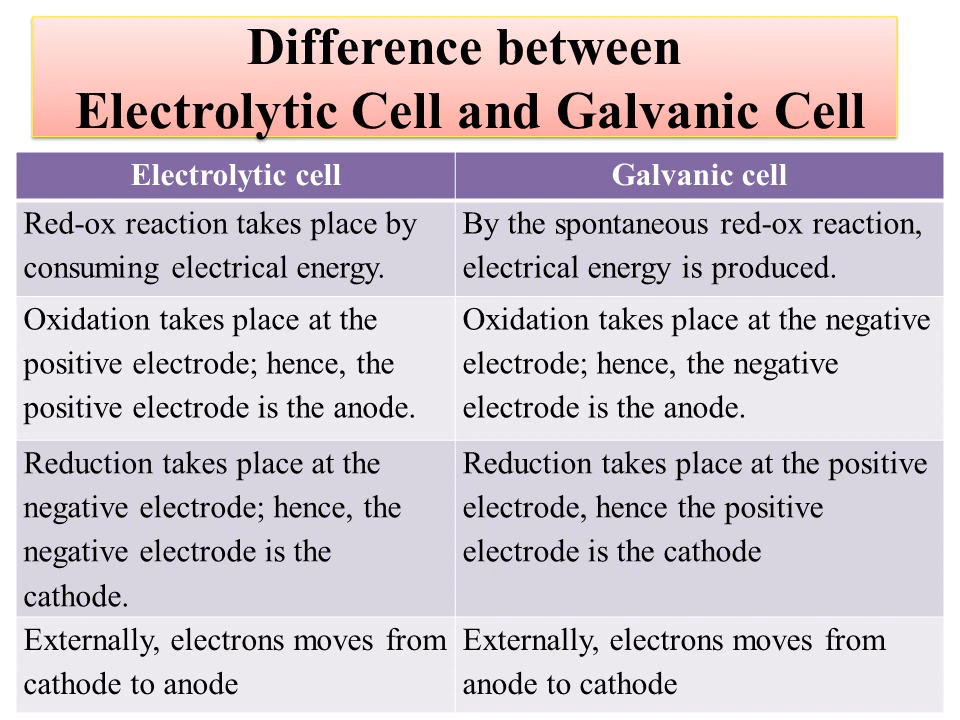 Difference between
Electrolytic Cell and Galvanic Cell
Electrolytic cell
Galvanic cell
Red-ox reaction takes place by
consuming electrical energy.
By the spontaneous red-ox reaction,
electrical energy is produced.
Oxidation takes place at the
positive electrode; hence, the
positive electrode is the anode.
Oxidation takes place at the negative
electrode; hence, the negative
electrode is the anode.
Reduction takes place at the
negative electrode; hence, the
negative electrode is the
cathode.
Reduction takes place at the positive
electrode, hence the positive
electrode is the cathode
Externally, electrons moves from
cathode to anode
Externally, electrons moves from
anode to cathode